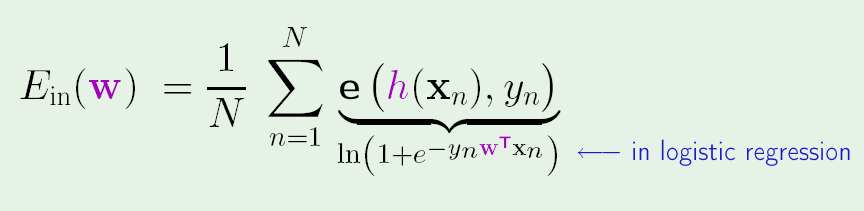 E_in(w) = 1/N ∑_{n=1}^{N} e(h(x_n), y_n)
ln(1+e^{-y_n w^T x_n}) ⟵ in logistic regression